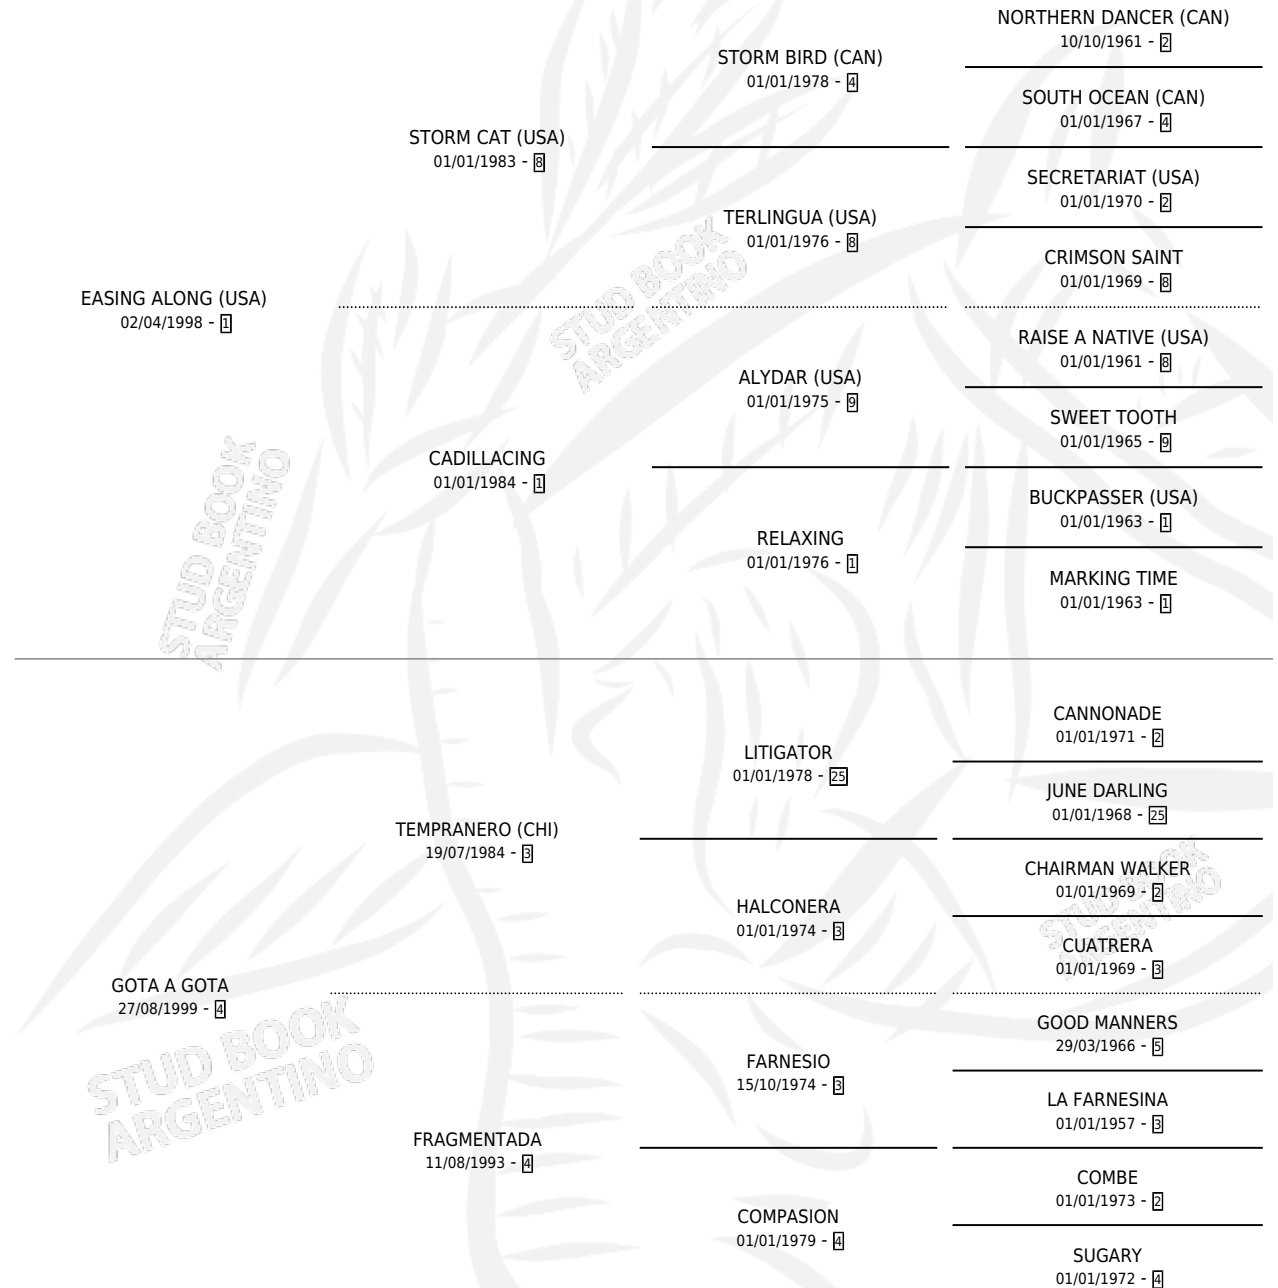 NORTHERN DANCER (CAN)
10/10/1961 - 2
STORM BIRD (CAN)
01/01/1978 - 4
SOUTH OCEAN (CAN)
01/01/1967 - 4
STORM CAT (USA)
01/01/1983 - 8
SECRETARIAT (USA)
01/01/1970 - 2
TERLINGUA (USA)
01/01/1976 - 8
CRIMSON SAINT
01/01/1969 - 8
EASING ALONG (USA)
02/04/1998 - 1
RAISE A NATIVE (USA)
01/01/1961 - 8
ALYDAR (USA)
01/01/1975 - 9
SWEET TOOTH
01/01/1965 - 9
CADILLACING
01/01/1984 - 1
BUCKPASSER (USA)
01/01/1963 - 1
RELAXING
01/01/1976 - 1
MARKING TIME
01/01/1963 - 1
CANNONADE
01/01/1971 - 2
LITIGATOR
01/01/1978 - 25
JUNE DARLING
01/01/1968 - 25
TEMPRANERO (CHI)
19/07/1984 - 3
CHAIRMAN WALKER
01/01/1969 - 2
HALCONERA
01/01/1974 - 3
CUATRERA
01/01/1969 - 3
GOTA A GOTA
27/08/1999 - 4
GOOD MANNERS
29/03/1966 - 5
FARNESIO
15/10/1974 - 3
LA FARNESINA
01/01/1957 - 3
FRAGMENTADA
11/08/1993 - 4
COMBE
01/01/1973 - 2
COMPASION
01/01/1979 - 4
SUGARY
01/01/1972 - 4
STUD BOOK
ARGENTINO
STUD BOOK
ARGENTINO
STUD BOOK
ARGENTINO
STUD BOOK
ARGENTINO